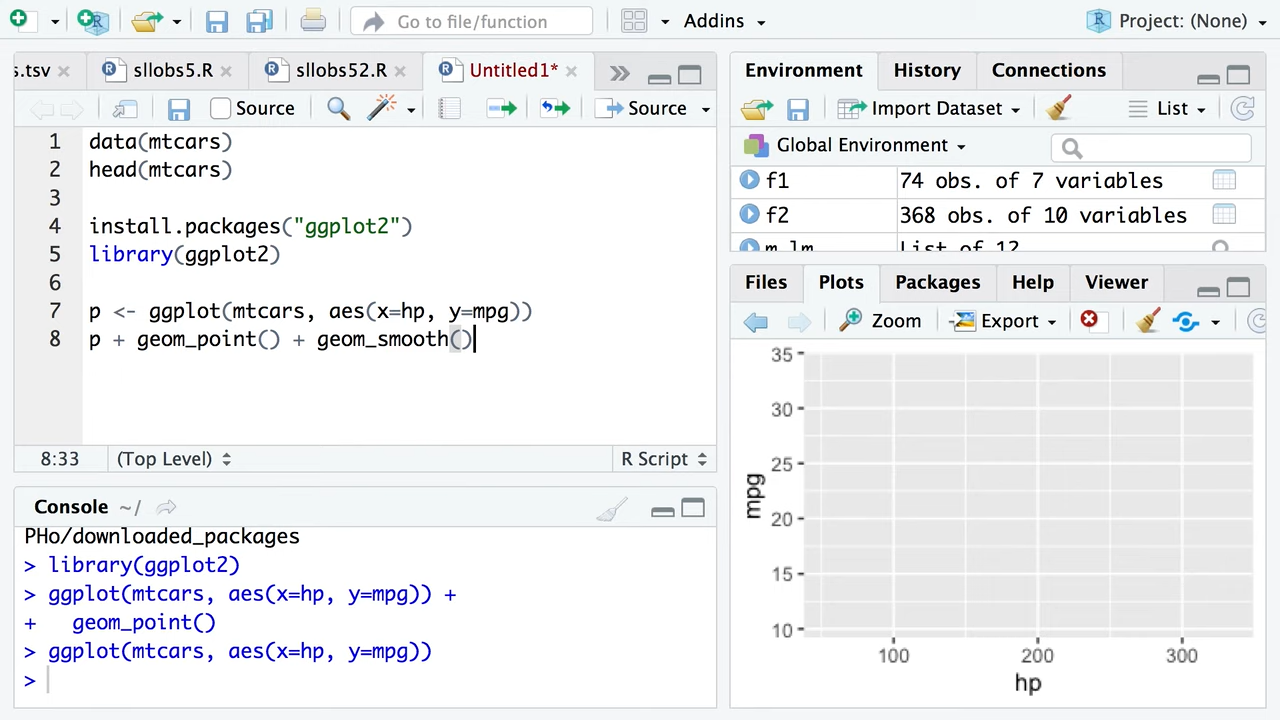 Go to file/function
Addins
Project: (None)
s.tsv
sllobs5.R
sllobs52.R
Untitled1*
Source
Source
1 data(mtcars)
2 head(mtcars)
3
4 install.packages("ggplot2")
5 library(ggplot2)
6
7 p <- ggplot(mtcars, aes(x=hp, y=mpg))
8 p + geom_point() + geom_smooth()
8:33
(Top Level)
R Script
Console ~/
PHo/downloaded_packages
> library(ggplot2)
> ggplot(mtcars, aes(x=hp, y=mpg)) +
+   geom_point()
> ggplot(mtcars, aes(x=hp, y=mpg))
>
Environment
History
Connections
Import Dataset
List
Global Environment
f1 74 obs. of 7 variables
f2 368 obs. of 10 variables
m.lm List of 12
Files
Plots
Packages
Help
Viewer
Zoom
Export
35
30
25
20
15
10
mpg
100 200 300
hp